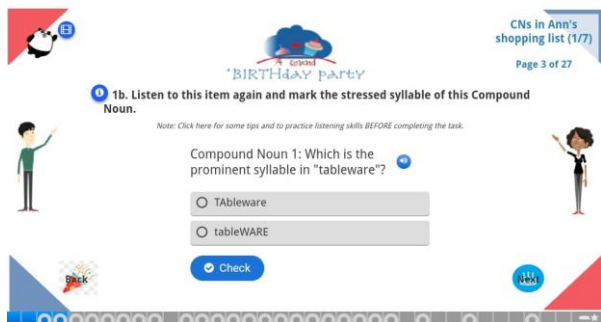 CNs in Ann's
shopping list (1/7)
Page 3 of 27
A COVID
"BIRTHday party
1b. Listen to this item again and mark the stressed syllable of this Compound
Noun.
Note: Click here for some tips and to practice listening skills BEFORE completing the task.
Compound Noun 1: Which is the
prominent syllable in "tableware"?
TAbleware
tableWARE
Check
Back
Next